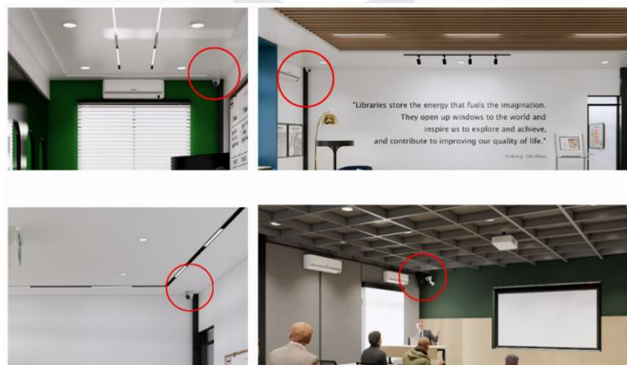 "Libraries store the energy that fuels the imagination.
They open up windows to the world and
inspire us to explore and achieve,
and contribute to improving our quality of life."